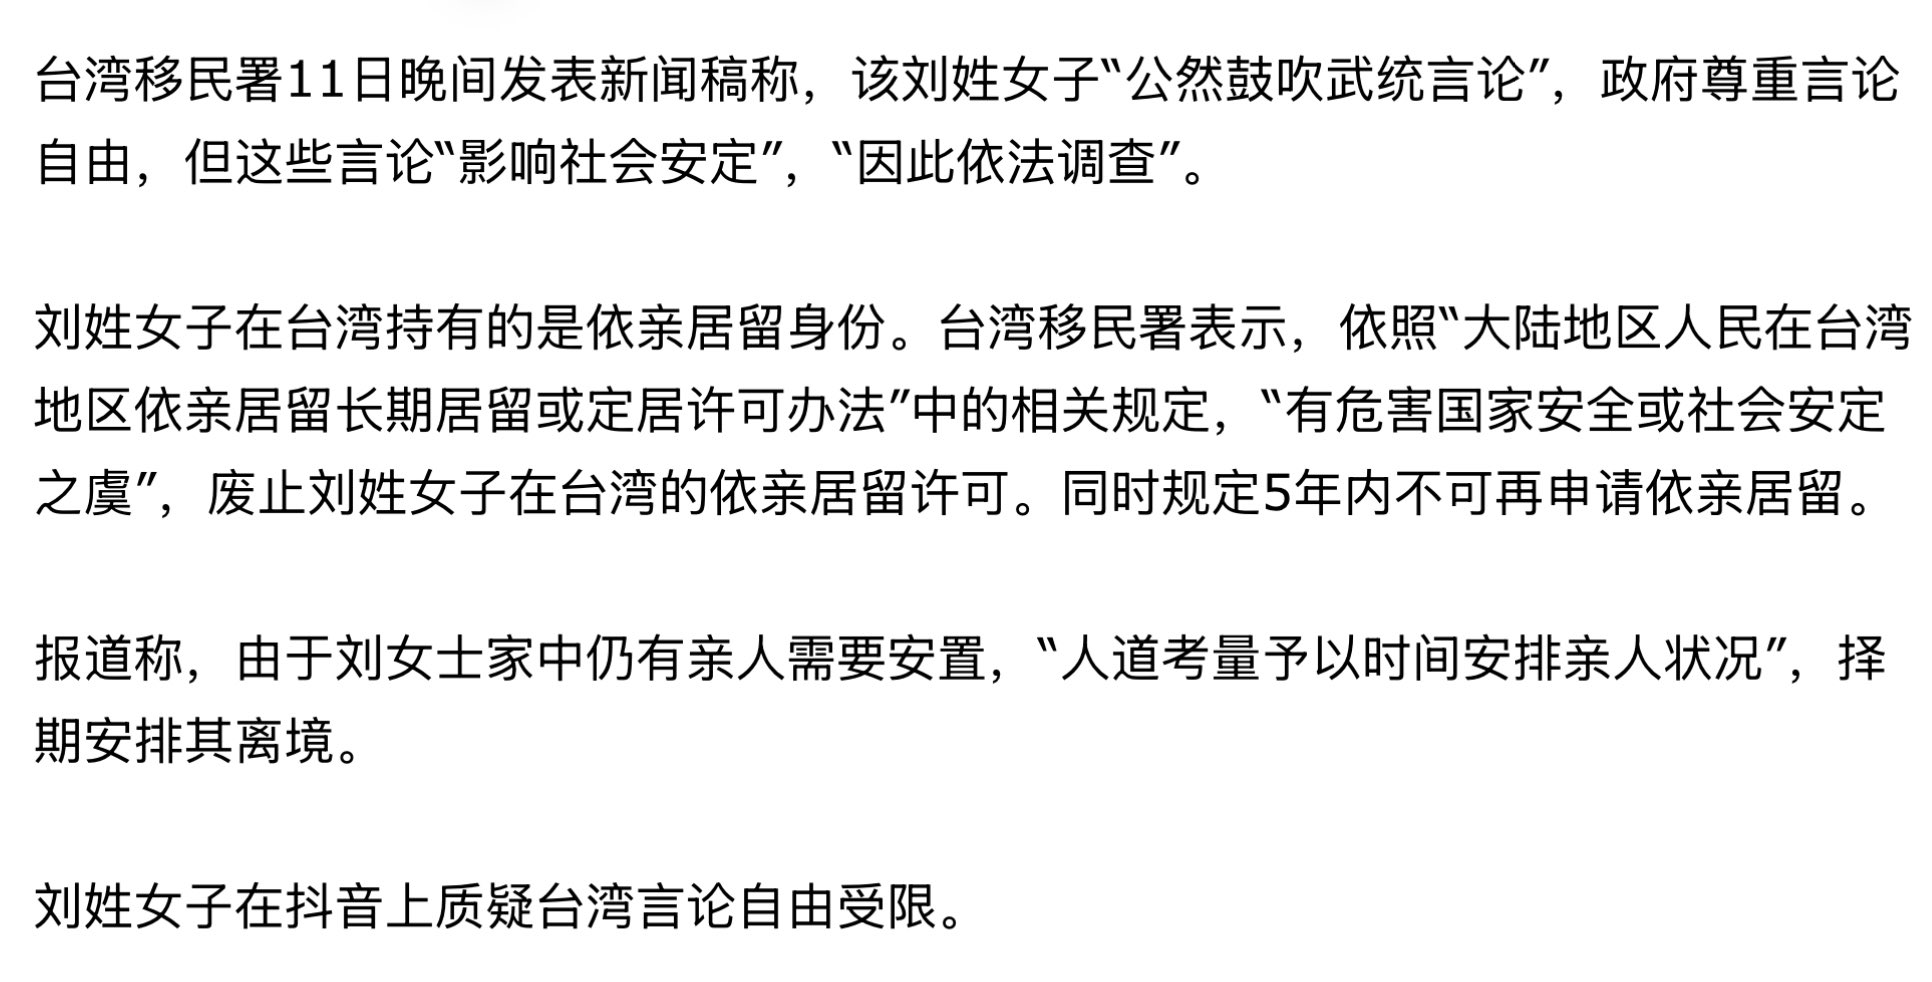 台湾移民署11日晚间发表新闻稿称，该刘姓女子“公然鼓吹武统言论”，政府尊重言论
自由，但这些言论“影响社会安定”，“因此依法调查”。
刘姓女子在台湾持有的是依亲居留身份。台湾移民署表示，依照“大陆地区人民在台湾
地区依亲居留长期居留或定居许可办法”中的相关规定，“有危害国家安全或社会安定
之虞”，废止刘姓女子在台湾的依亲居留许可。同时规定5年内不可再申请依亲居留。
报道称，由于刘女士家中仍有亲人需要安置，“人道考量予以时间安排亲人状况”，择
期安排其离境。
刘姓女子在抖音上质疑台湾言论自由受限。